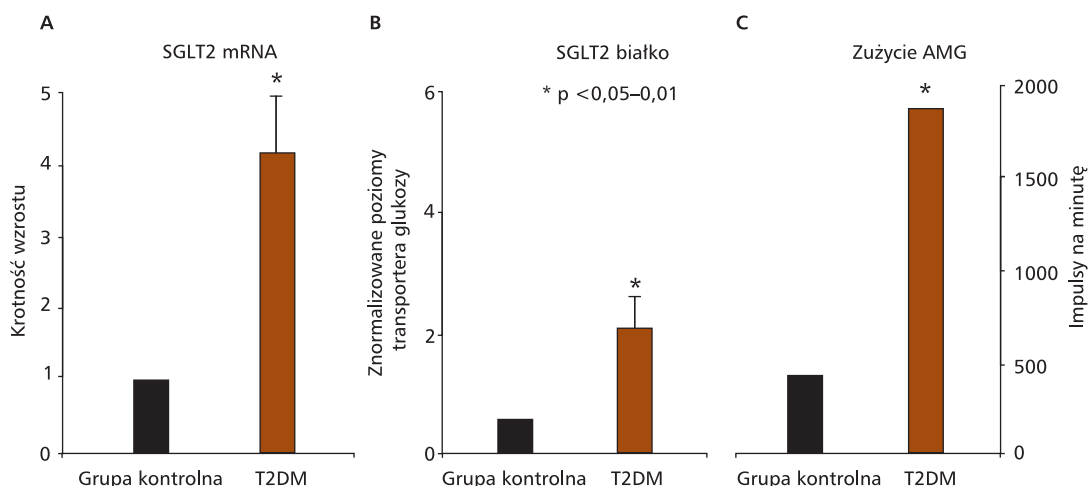 A
SGLT2 mRNA
*
5
4
3
2
1
0
Krotność wzrostu
Grupa kontrolna
T2DM
B
SGLT2 białko
* p <0,05–0,01
6
4
2
0
*
Znormalizowane poziomy
transportera glukozy
Grupa kontrolna
T2DM
C
Zużycie AMG
*
2000
1500
1000
500
0
Impulsy na minutę
Grupa kontrolna
T2DM